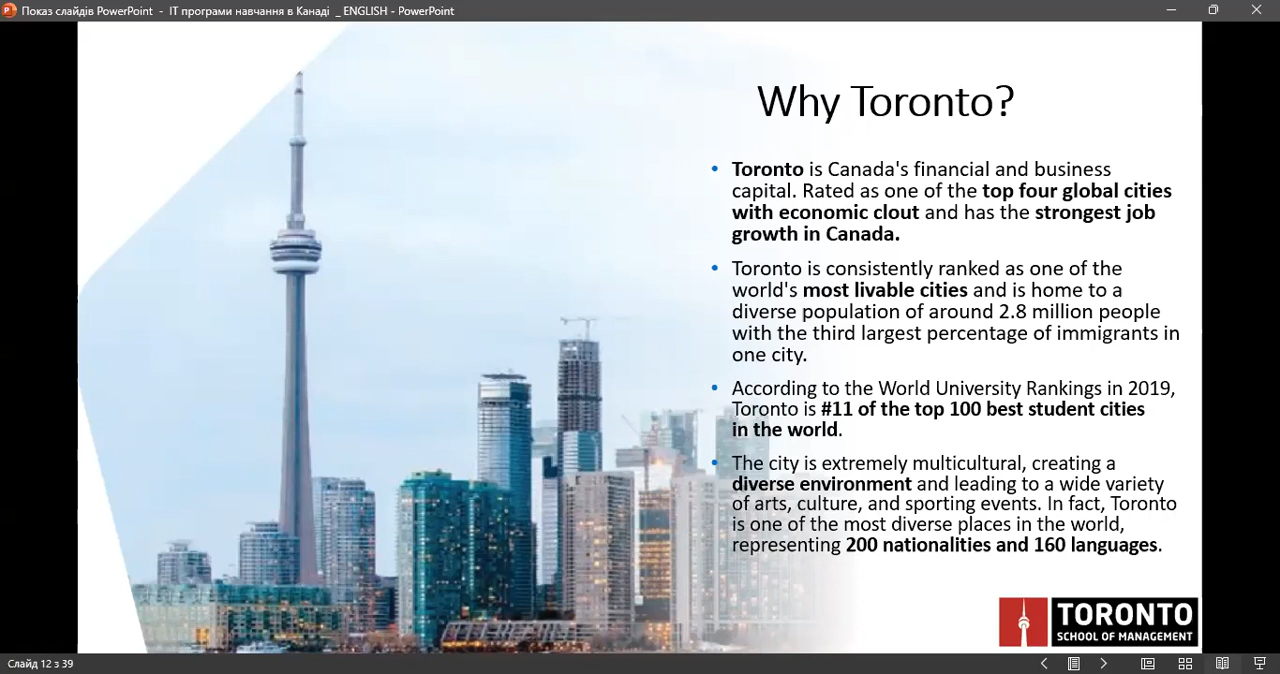 Показ слайдів PowerPoint - IT програми навчання в Канаді _ ENGLISH - PowerPoint
Why Toronto?
• Toronto is Canada's financial and business
capital. Rated as one of the top four global cities
with economic clout and has the strongest job
growth in Canada.
• Toronto is consistently ranked as one of the
world's most livable cities and is home to a
diverse population of around 2.8 million people
with the third largest percentage of immigrants in
one city.
• According to the World University Rankings in 2019,
Toronto is #11 of the top 100 best student cities
in the world.
• The city is extremely multicultural, creating a
diverse environment and leading to a wide variety
of arts, culture, and sporting events. In fact, Toronto
is one of the most diverse places in the world,
representing 200 nationalities and 160 languages.
TORONTO
SCHOOL OF MANAGEMENT
Слайд 12 з 39